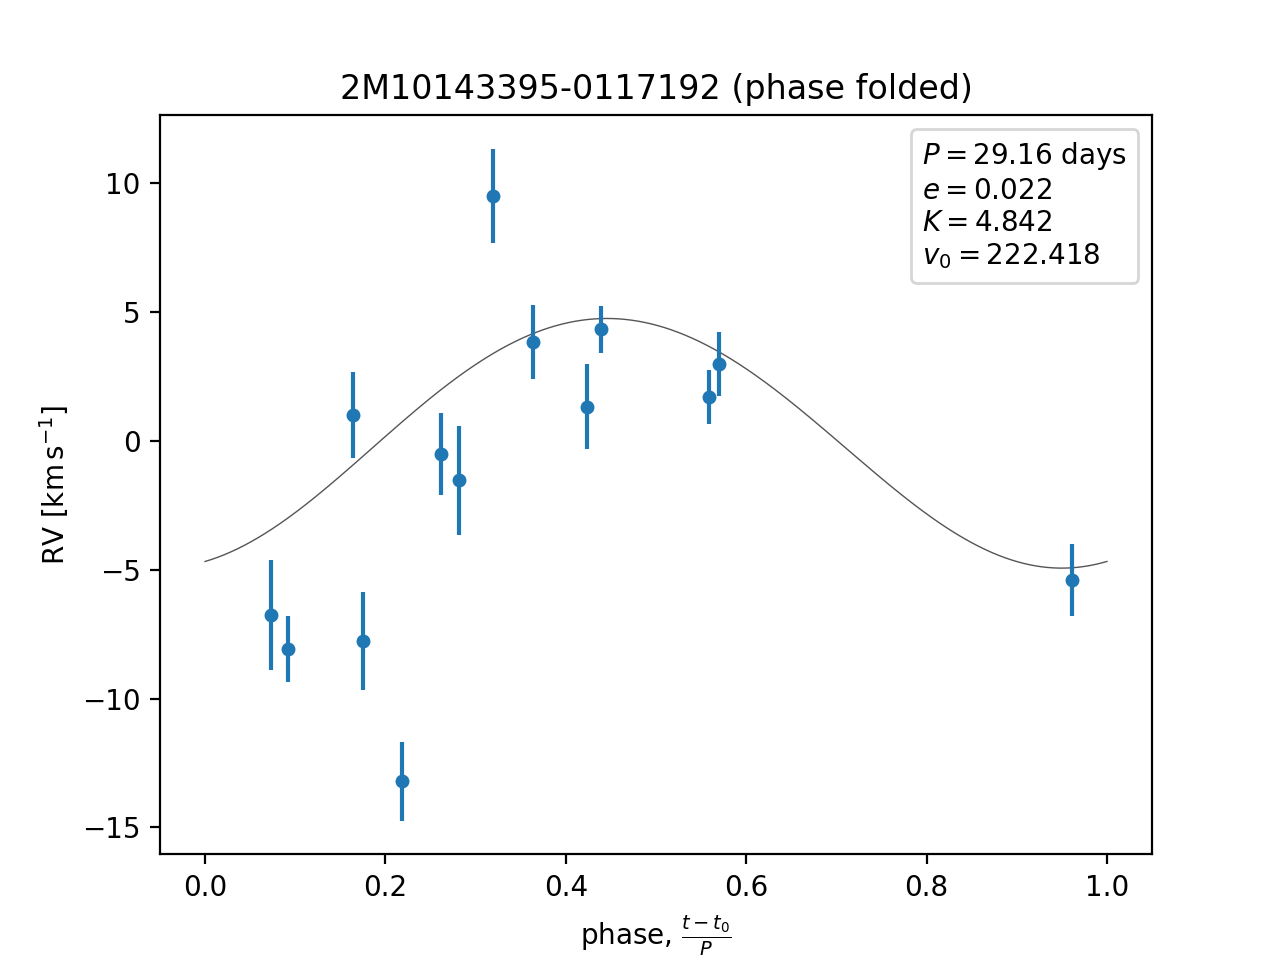 2M10143395-0117192 (phase folded)
P = 29.16 days
e = 0.022
K = 4.842
v₀ = 222.418
RV [km s⁻¹]
10
5
0
−5
−10
−15
0.0 0.2 0.4 0.6 0.8 1.0
phase, (t − t₀)/P